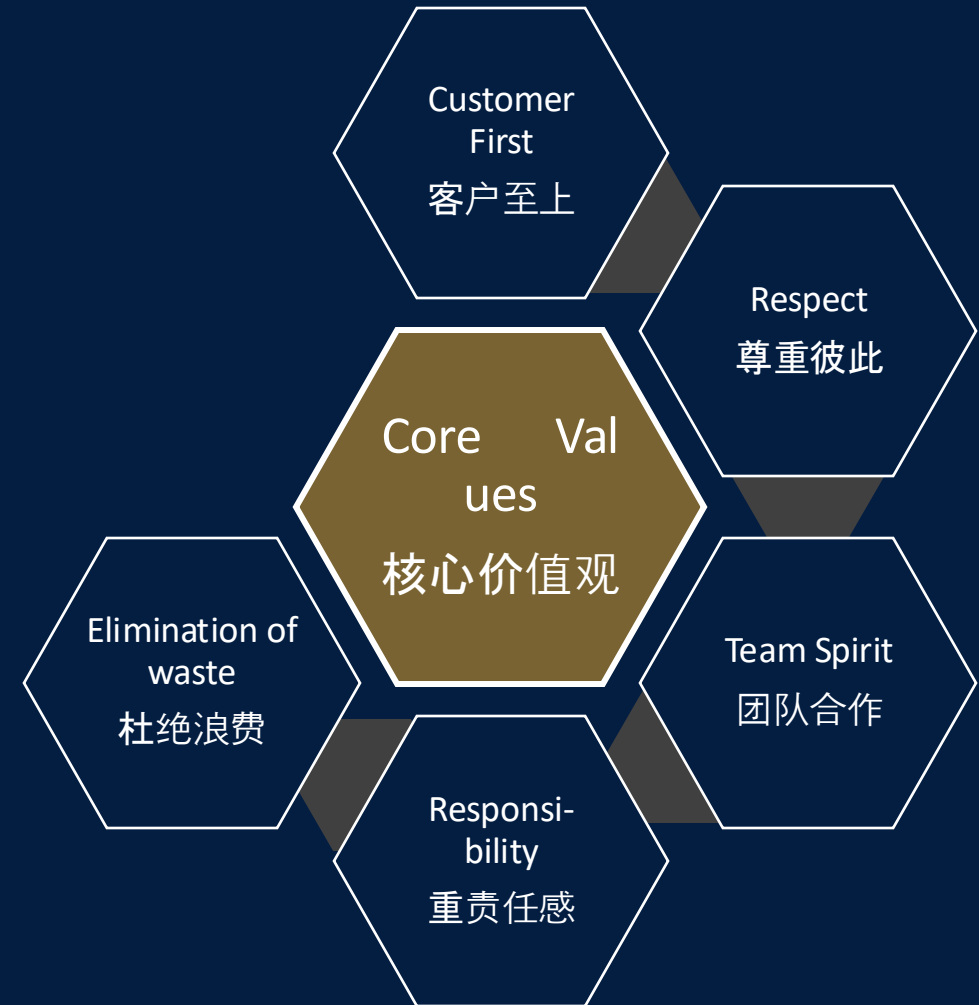 Customer
First
客户至上
Respect
尊重彼此
Core Val
ues
核心价值观
Team Spirit
团队合作
Elimination of
waste
杜绝浪费
Responsi-
bility
重责任感